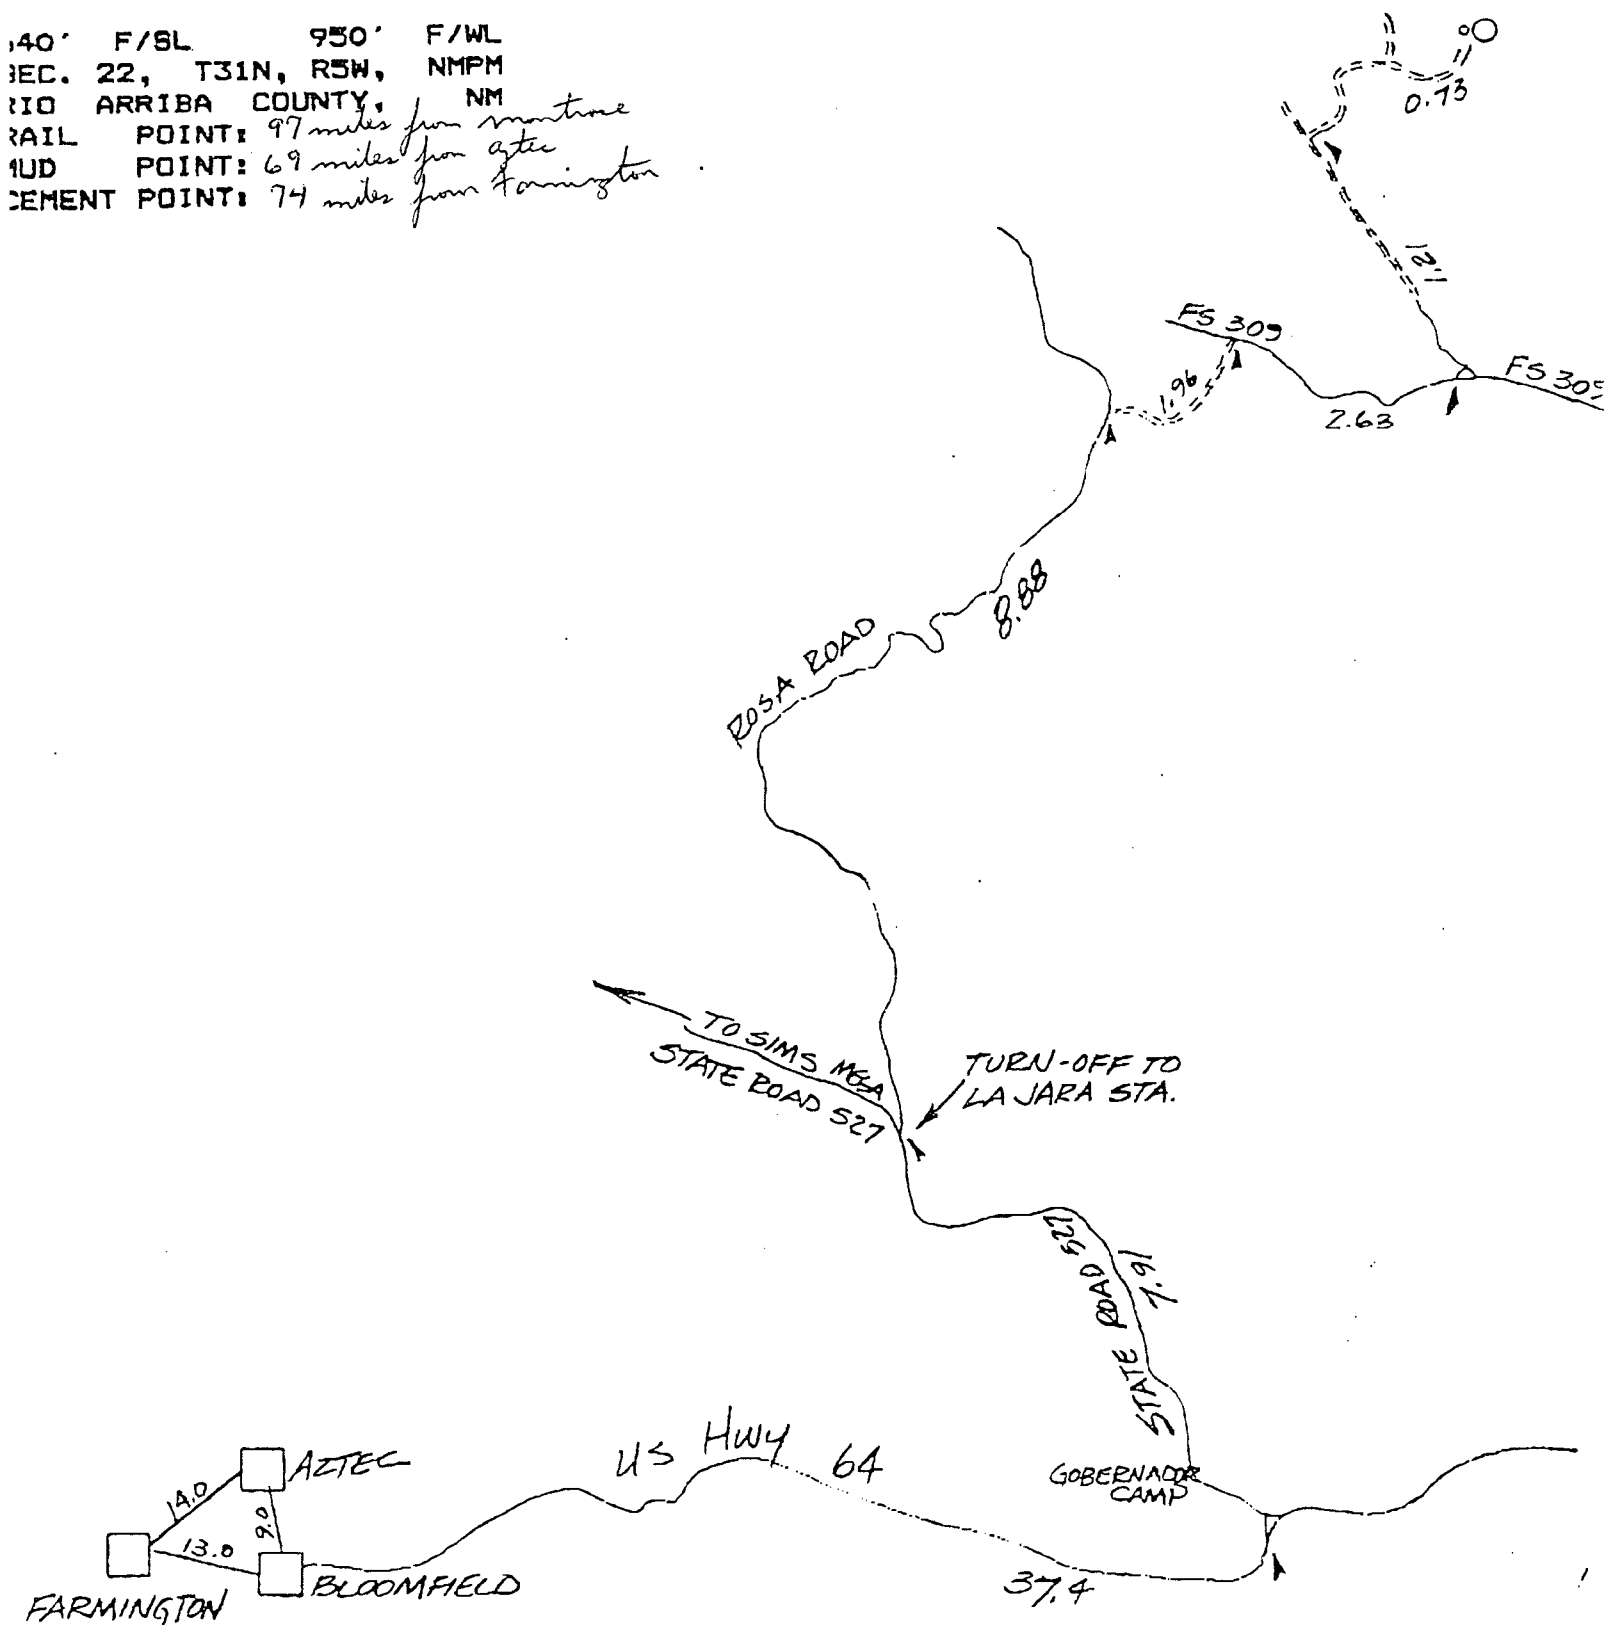 40' F/SL 950' F/WL
EC. 22, T31N, R5W, NMPM
IO ARRIBA COUNTY, NM
RAIL POINT: 97 miles from montrose
MUD POINT: 69 miles from aztec
CEMENT POINT: 74 miles from Farmington
0.73
1.21
FS 309
FS 309
1.96
2.63
8.88
ROSA ROAD
TO SIMS MESA
STATE ROAD 527
TURN-OFF TO
LA JARA STA.
STATE ROAD 527
7.91
US HWY 64
GOBERNADOR
CAMP
AZTEC
14.0
9.0
13.0
BLOOMFIELD
37.4
FARMINGTON